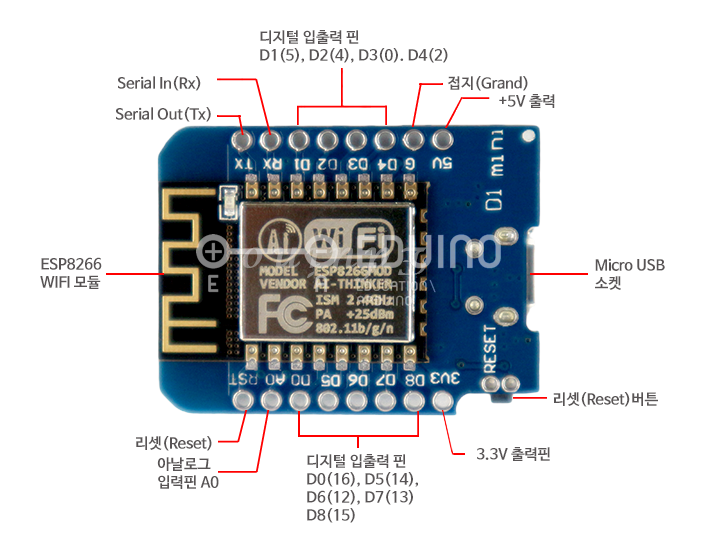 디지털 입출력 핀
D1(5), D2(4), D3(0). D4(2)
Serial In(Rx)
접지(Grand)
+5V 출력
Serial Out(Tx)
TX RX D1 D2 D3 D4 G 5V
D1 mini
Ai WiFi
ESP8266
WIFI 모듈
MODEL ESP8266MOD
VENDOR AI-THINKER
ISM 2.4GHz
PA +25dBm
802.11b/g/n
FC
EDUCATION\
Micro USB
소켓
RESET
RST A0 D0 D5 D6 D7 D8 3V3
리셋(Reset)버튼
리셋(Reset)
아날로그
입력핀 A0
디지털 입출력 핀
D0(16), D5(14),
D6(12), D7(13)
D8(15)
3.3V 출력핀